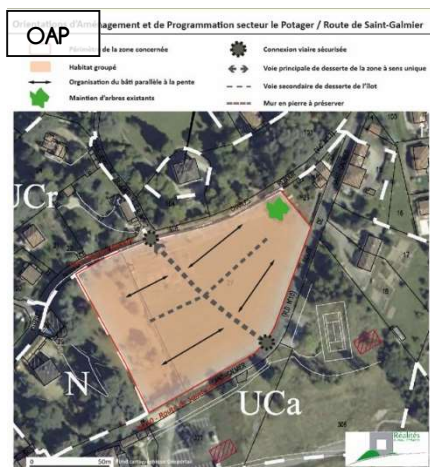 Orientations d'Aménagement et de Programmation secteur le Potager / Route de Saint-Galmier
OAP
Périmètre de la zone concernée
Habitat groupé
Organisation du bâti parallèle à la pente
Maintien d'arbres existants
Connexion viaire sécurisée
Voie principale de desserte de la zone à sens unique
Voie secondaire de desserte de l'îlot
Mur en pierre à préserver
UCr
N
UCa
0
50m
Réalités